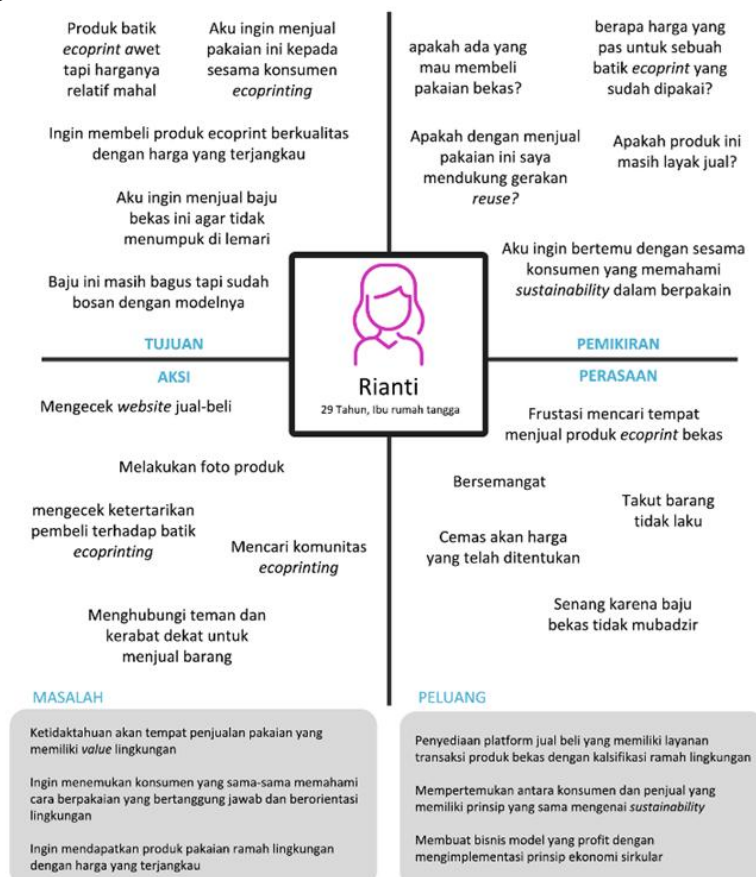 Produk batik
ecoprint awet
tapi harganya
relatif mahal
Aku ingin menjual
pakaian ini kepada
sesama konsumen
ecoprinting
Ingin membeli produk ecoprint berkualitas
dengan harga yang terjangkau
Aku ingin menjual baju
bekas ini agar tidak
menumpuk di lemari
Baju ini masih bagus tapi sudah
bosan dengan modelnya
TUJUAN
apakah ada yang
mau membeli
pakaian bekas?
berapa harga yang
pas untuk sebuah
batik ecoprint yang
sudah dipakai?
Apakah dengan menjual
pakaian ini saya
mendukung gerakan
reuse?
Apakah produk ini
masih layak jual?
Aku ingin bertemu dengan sesama
konsumen yang memahami
sustainability dalam berpakain
PEMIKIRAN
Rianti
29 Tahun, Ibu rumah tangga
AKSI
Mengecek website jual-beli
Melakukan foto produk
mengecek ketertarikan
pembeli terhadap batik
ecoprinting
Mencari komunitas
ecoprinting
Menghubungi teman dan
kerabat dekat untuk
menjual barang
PERASAAN
Frustasi mencari tempat
menjual produk ecoprint bekas
Bersemangat
Takut barang
tidak laku
Cemas akan harga
yang telah ditentukan
Senang karena baju
bekas tidak mubadzir
MASALAH
Ketidaktahuan akan tempat penjualan pakaian yang
memiliki value lingkungan
Ingin menemukan konsumen yang sama-sama memahami
cara berpakaian yang bertanggung jawab dan berorientasi
lingkungan
Ingin mendapatkan produk pakaian ramah lingkungan
dengan harga yang terjangkau
PELUANG
Penyediaan platform jual beli yang memiliki layanan
transaksi produk bekas dengan kalsifikasi ramah lingkungan
Mempertemukan antara konsumen dan penjual yang
memiliki prinsip yang sama mengenai sustainability
Membuat bisnis model yang profit dengan
mengimplementasi prinsip ekonomi sirkular